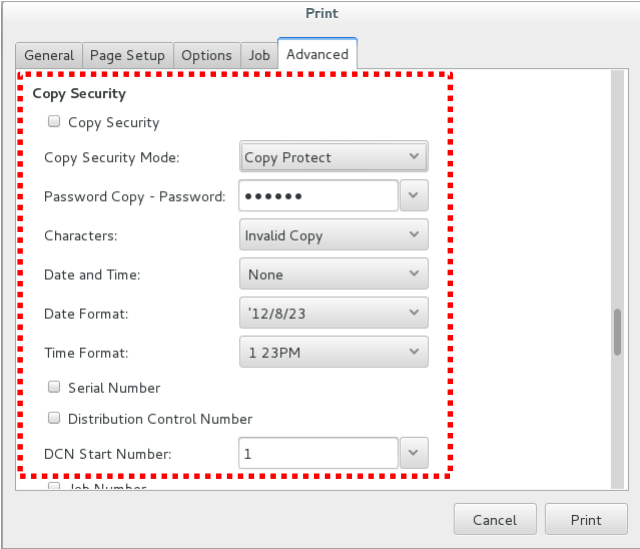 Print
General Page Setup Options Job Advanced
Copy Security
Copy Security
Copy Security Mode: Copy Protect
Password Copy - Password: ●●●●●●
Characters: Invalid Copy
Date and Time: None
Date Format: '12/8/23
Time Format: 1 23PM
Serial Number
Distribution Control Number
DCN Start Number: 1
Job Number
Cancel Print